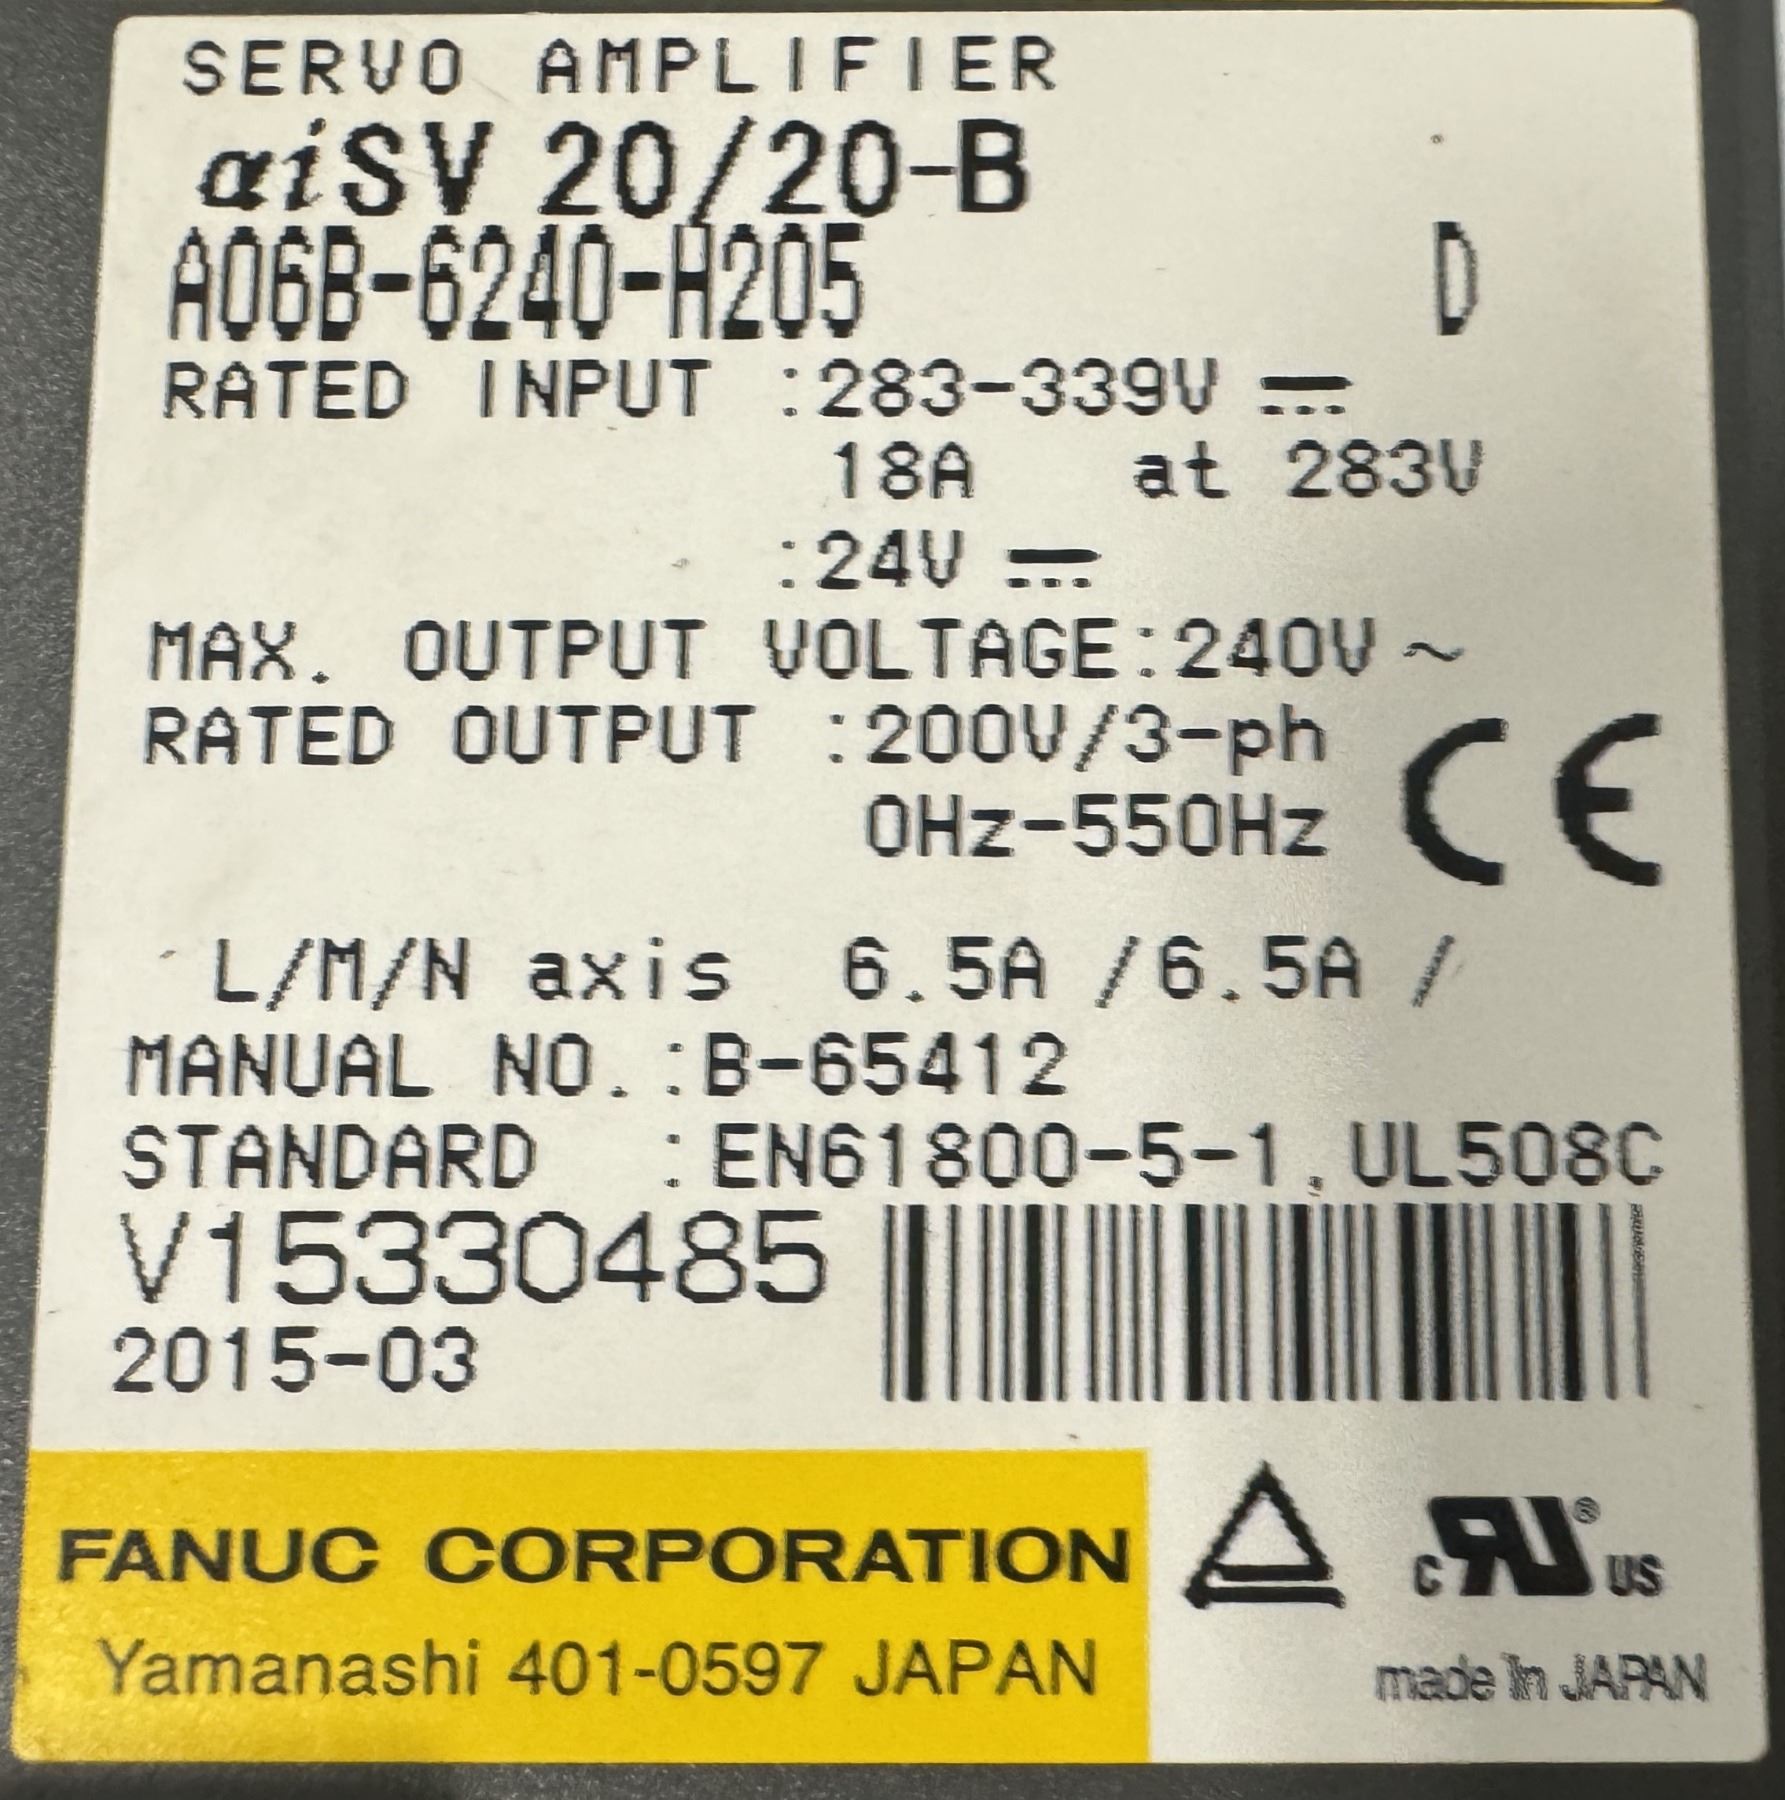 SERVO AMPLIFIER
αiSV 20/20-B
A06B-6240-H205 D
RATED INPUT :283-339V ⎓
18A at 283V
:24V ⎓
MAX. OUTPUT VOLTAGE:240V~
RATED OUTPUT :200V/3-ph
0Hz-550Hz
CE
L/M/N axis 6.5A /6.5A /
MANUAL NO.:B-65412
STANDARD :EN61800-5-1,UL508C
V15330485
2015-03
FANUC CORPORATION
Yamanashi 401-0597 JAPAN
c RU ® US
made in JAPAN